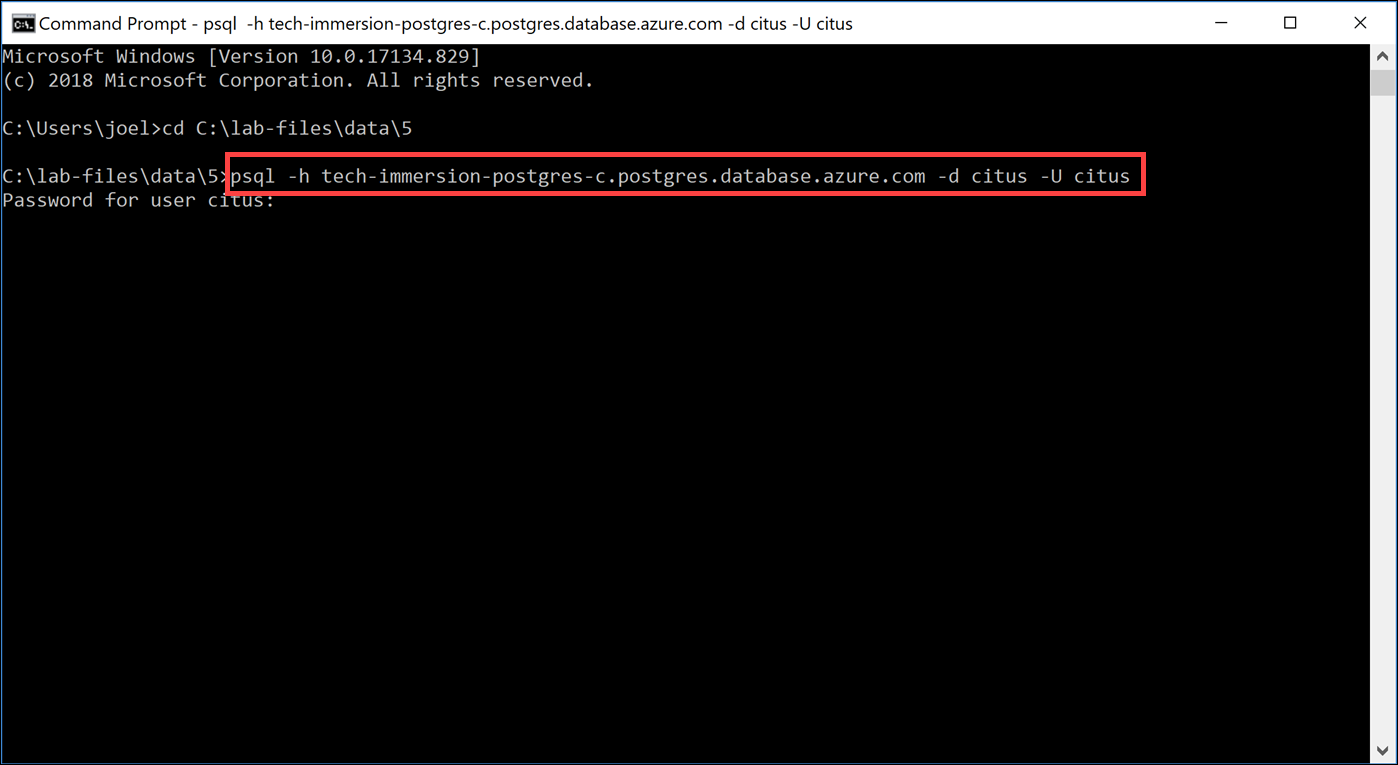 Command Prompt - psql  -h tech-immersion-postgres-c.postgres.database.azure.com -d citus -U citus
Microsoft Windows [Version 10.0.17134.829]
(c) 2018 Microsoft Corporation. All rights reserved.
C:\Users\joel>cd C:\lab-files\data\5
C:\lab-files\data\5>psql -h tech-immersion-postgres-c.postgres.database.azure.com -d citus -U citus
Password for user citus: